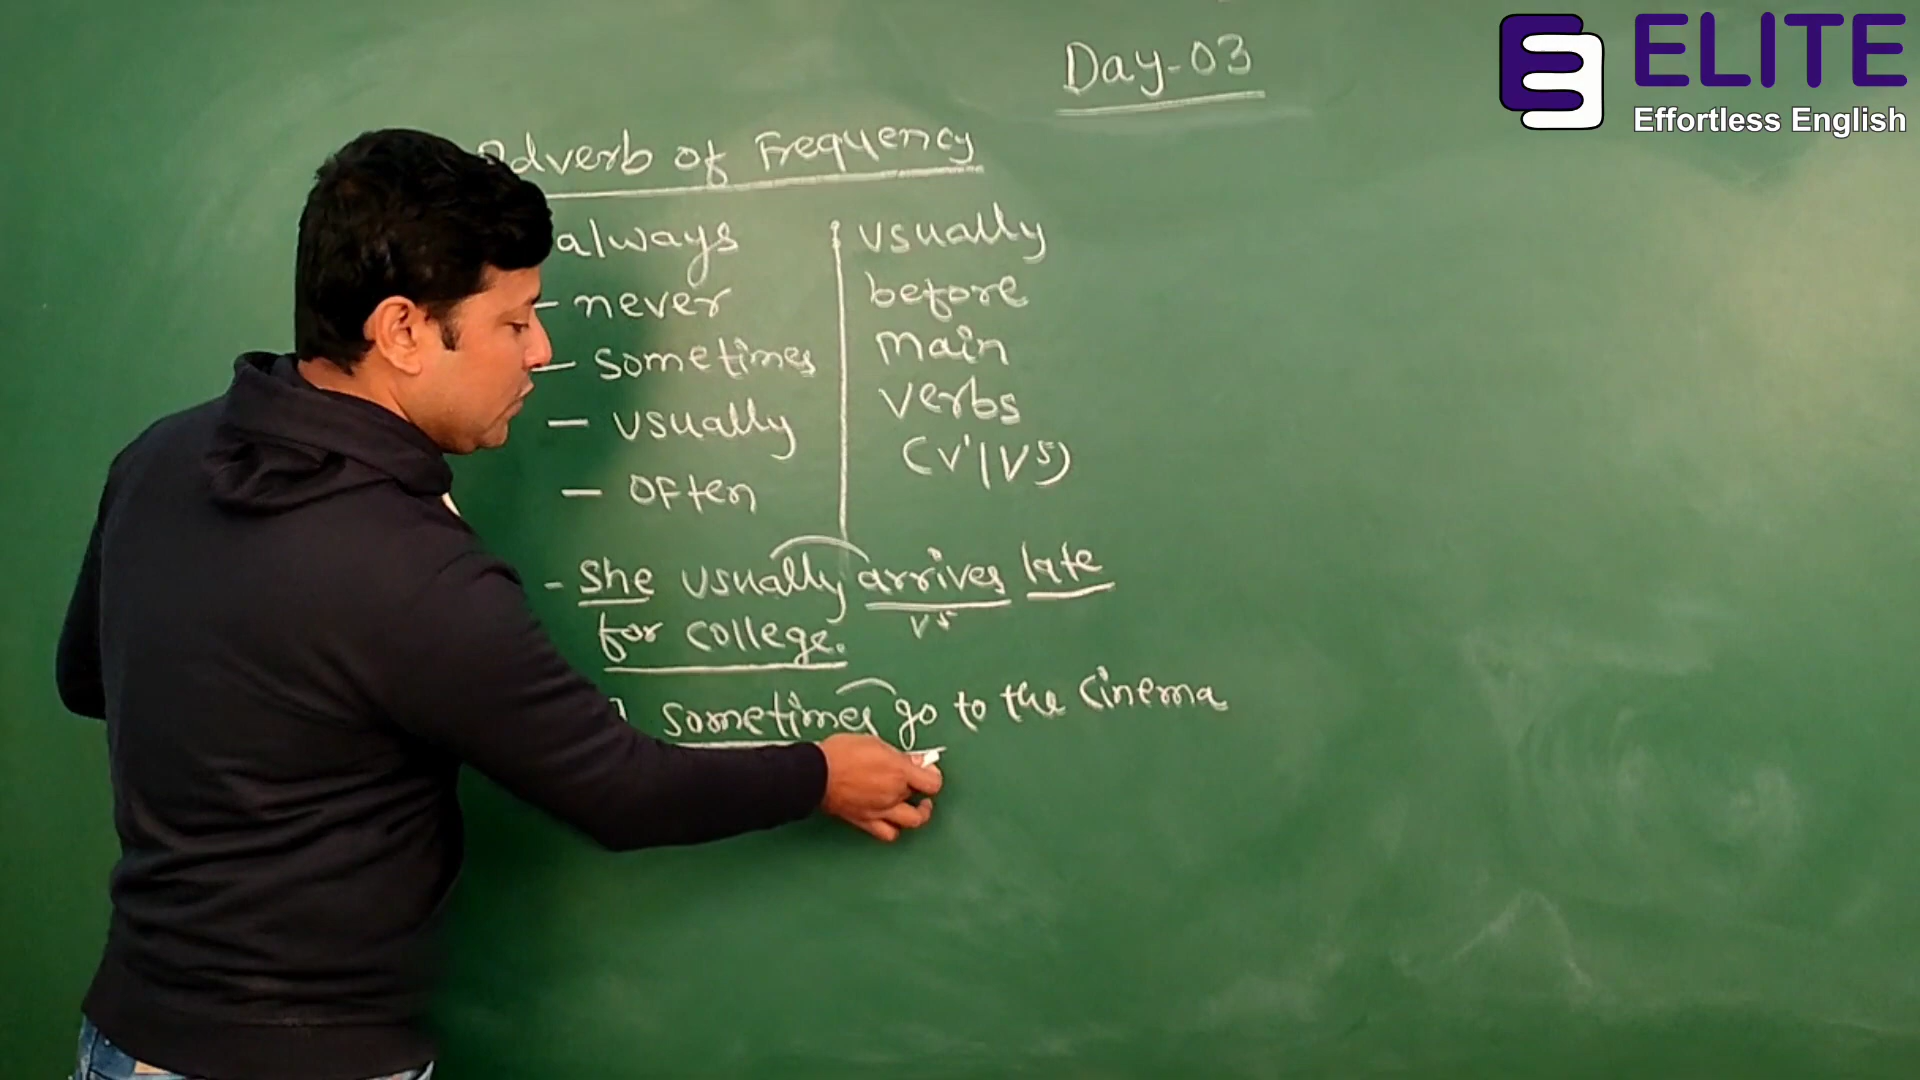 ELITE
Effortless English
Day-03
Adverb of Frequency
always
- never
- sometimes
- usually
- often
usually
before
main
verbs
(V¹/V⁵)
- She usually arrives late
V⁵
for college.
I sometimes go to the cinema